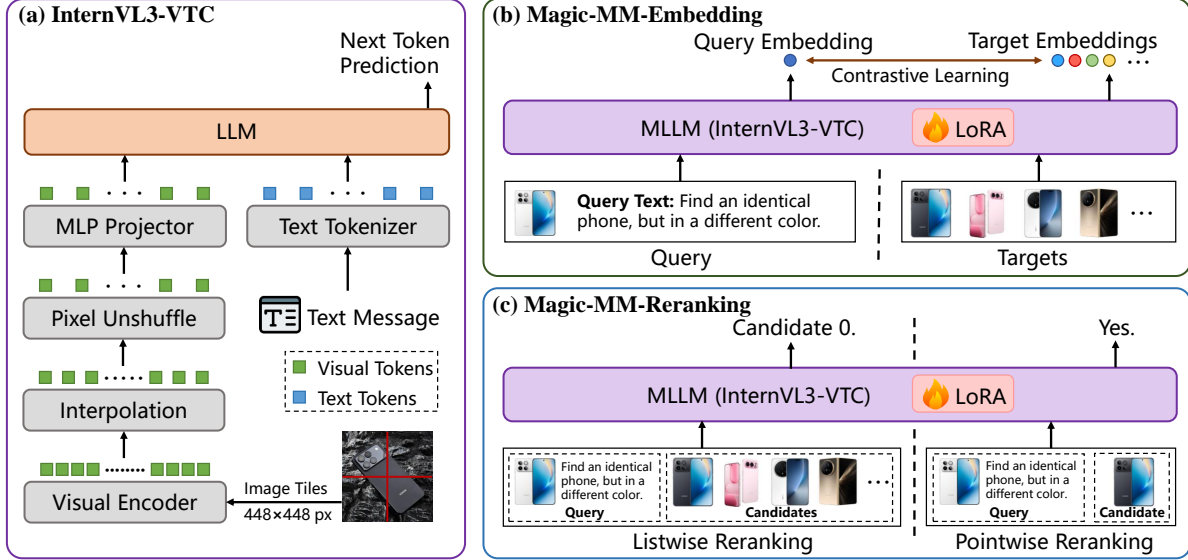 (a) InternVL3-VTC
Next Token
Prediction
LLM
MLP Projector
Text Tokenizer
Pixel Unshuffle
Text Message
Visual Tokens
Text Tokens
Interpolation
Visual Encoder
Image Tiles
448×448 px
(b) Magic-MM-Embedding
Query Embedding
Target Embeddings
Contrastive Learning
MLLM (InternVL3-VTC)
LoRA
Query Text: Find an identical
phone, but in a different color.
Query
Targets
(c) Magic-MM-Reranking
Candidate 0.
Yes.
MLLM (InternVL3-VTC)
LoRA
Find an identical
phone, but in a
different color.
Query
Candidates
Listwise Reranking
Find an identical
phone, but in a
different color.
Query
Candidate
Pointwise Reranking